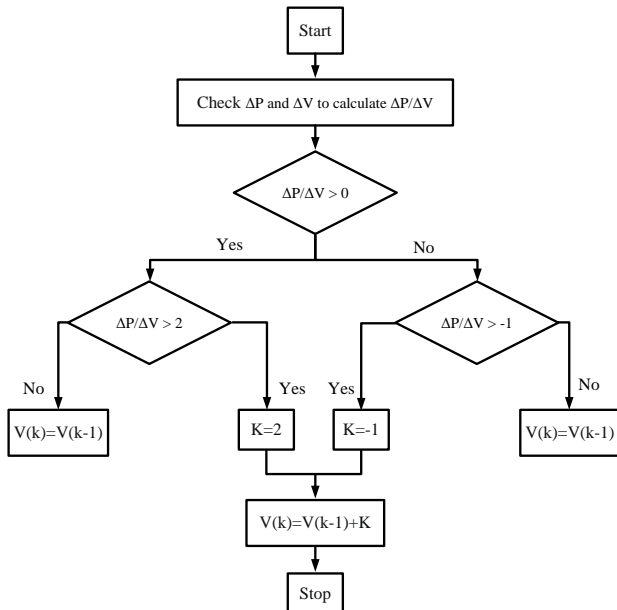 Start
Check ΔP and ΔV to calculate ΔP/ΔV
ΔP/ΔV > 0
Yes
No
ΔP/ΔV > 2
ΔP/ΔV > -1
No
Yes
Yes
No
V(k)=V(k-1)
K=2
K=-1
V(k)=V(k-1)
V(k)=V(k-1)+K
Stop